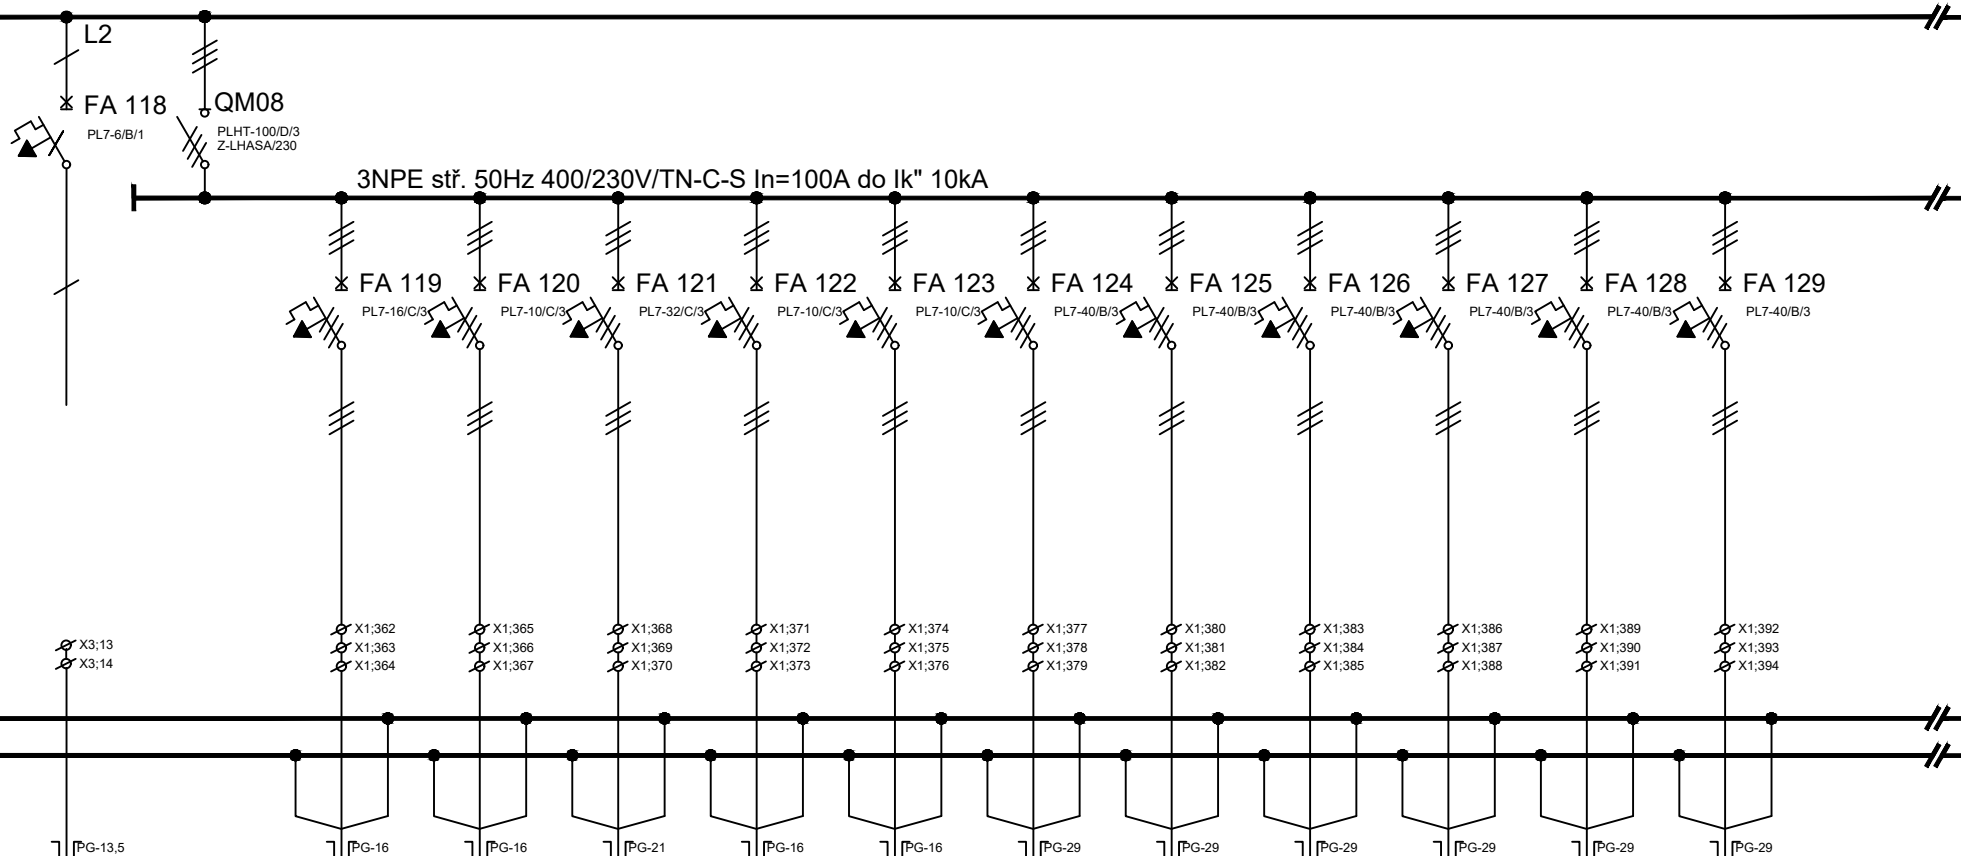 L2
FA 118
PL7-6/B/1
QM08
PLHT-100/D/3
Z-LHASA/230
3NPE stř. 50Hz 400/230V/TN-C-S In=100A do Ik" 10kA
FA 119
PL7-16/C/3
FA 120
PL7-10/C/3
FA 121
PL7-32/C/3
FA 122
PL7-10/C/3
FA 123
PL7-10/C/3
FA 124
PL7-40/B/3
FA 125
PL7-40/B/3
FA 126
PL7-40/B/3
FA 127
PL7-40/B/3
FA 128
PL7-40/B/3
FA 129
PL7-40/B/3
X3;13
X3;14
X1;362
X1;363
X1;364
X1;365
X1;366
X1;367
X1;368
X1;369
X1;370
X1;371
X1;372
X1;373
X1;374
X1;375
X1;376
X1;377
X1;378
X1;379
X1;380
X1;381
X1;382
X1;383
X1;384
X1;385
X1;386
X1;387
X1;388
X1;389
X1;390
X1;391
X1;392
X1;393
X1;394
PG-13,5
PG-16
PG-16
PG-21
PG-16
PG-16
PG-29
PG-29
PG-29
PG-29
PG-29
PG-29